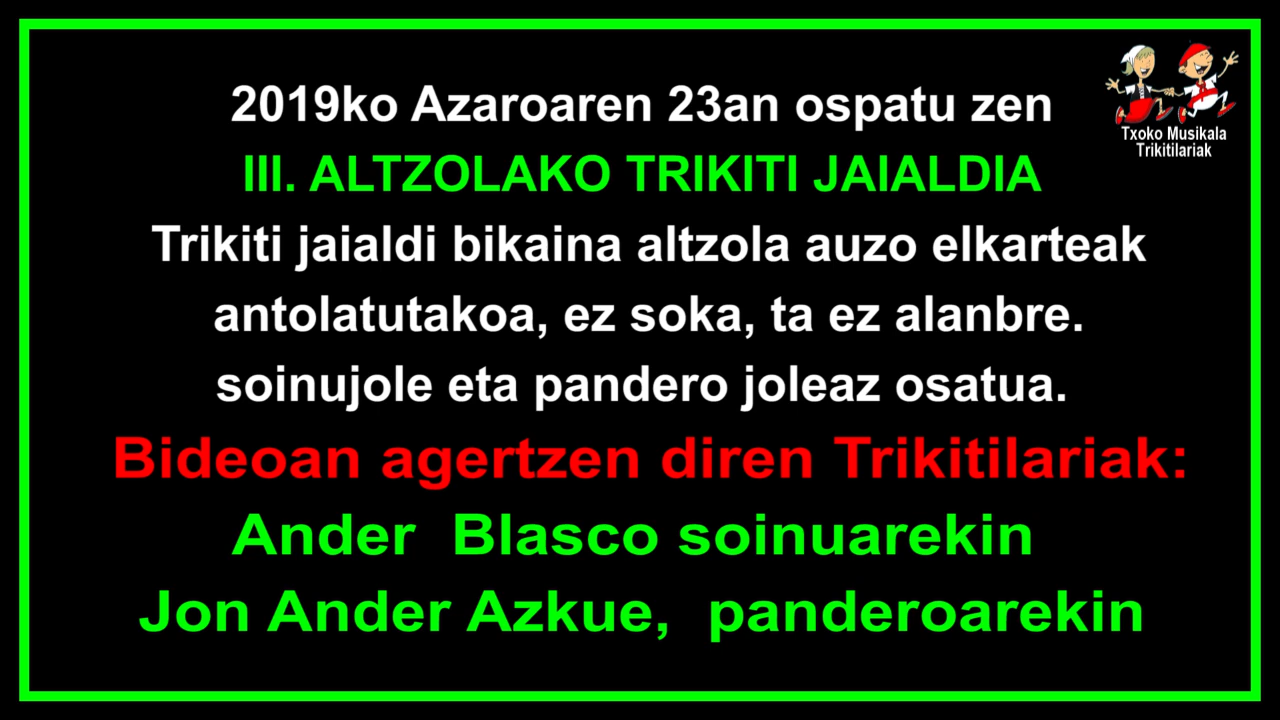 2019ko Azaroaren 23an ospatu zen
III. ALTZOLAKO TRIKITI JAIALDIA
Trikiti jaialdi bikaina altzola auzo elkarteak
antolatutakoa, ez soka, ta ez alanbre.
soinujole eta pandero joleaz osatua.
Bideoan agertzen diren Trikitilariak:
Ander Blasco soinuarekin
Jon Ander Azkue, panderoarekin
Txoko Musikala
Trikitilariak